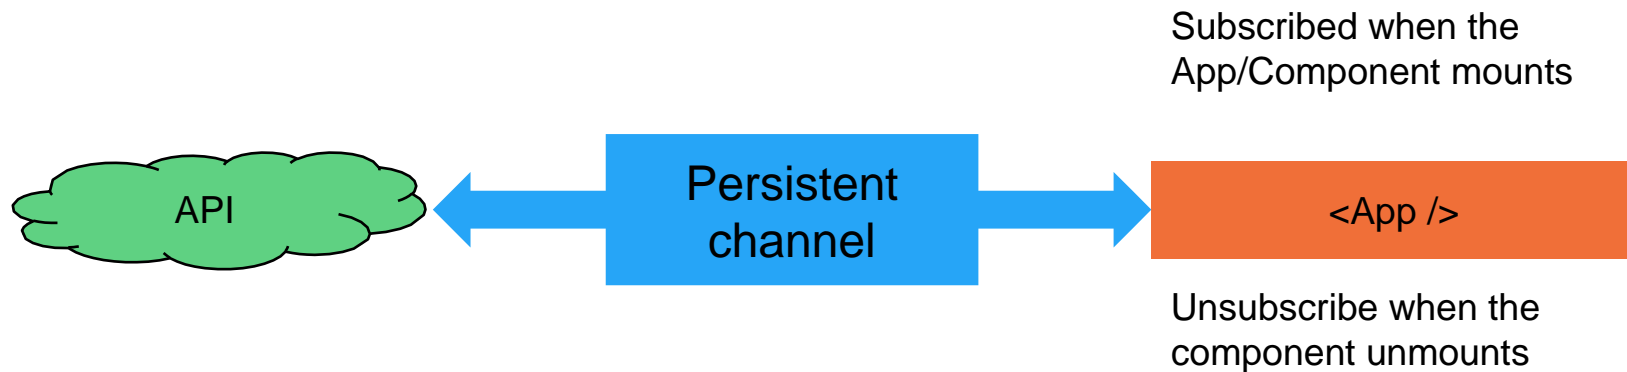 Subscribed when the
App/Component mounts
API
Persistent
channel
<App />
Unsubscribe when the
component unmounts